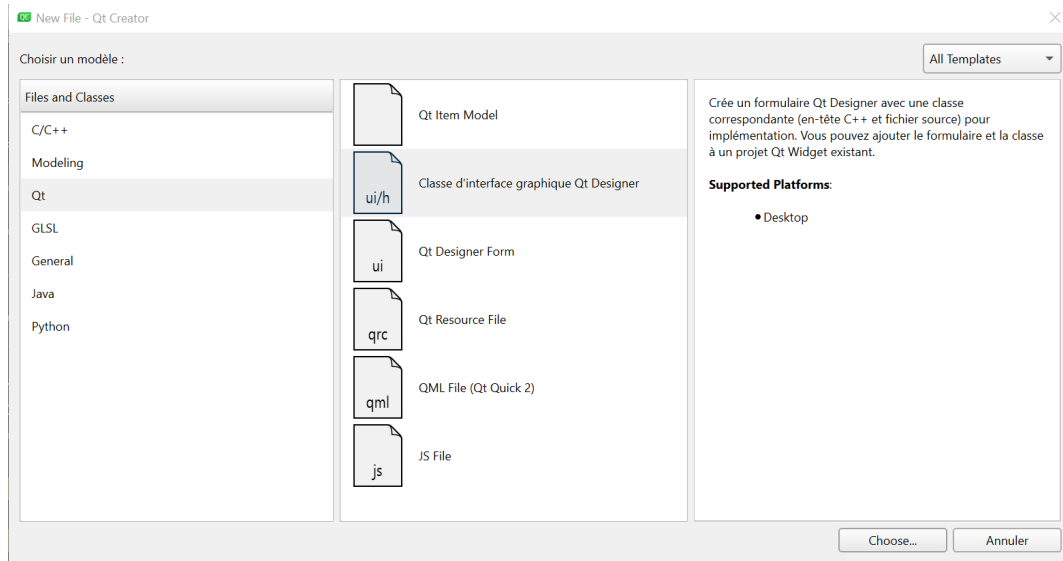 QC New File - Qt Creator
Choisir un modèle :
All Templates
Files and Classes
C/C++
Modeling
Qt
GLSL
General
Java
Python
Qt Item Model
ui/h
Classe d'interface graphique Qt Designer
ui
Qt Designer Form
qrc
Qt Resource File
qml
QML File (Qt Quick 2)
js
JS File
Crée un formulaire Qt Designer avec une classe
correspondante (en-tête C++ et fichier source) pour
implémentation. Vous pouvez ajouter le formulaire et la classe
à un projet Qt Widget existant.
Supported Platforms:
• Desktop
Choose...
Annuler